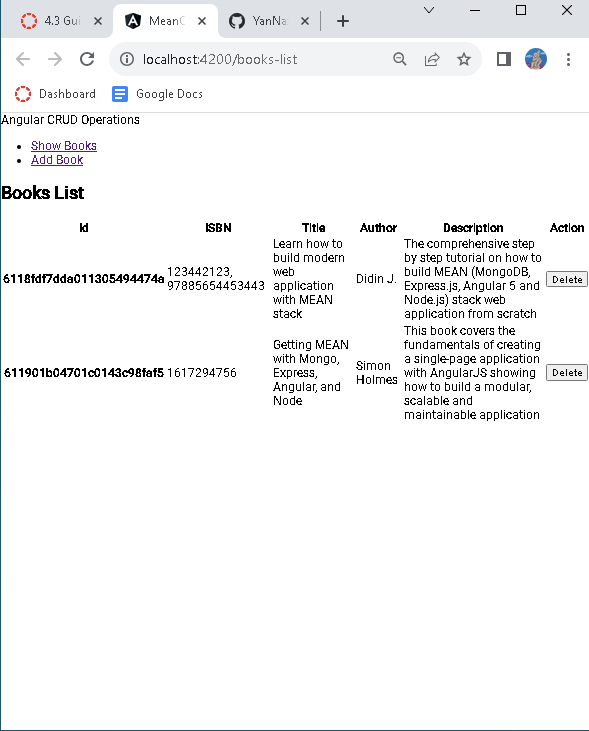 4.3 Gui
MeanC
YanNa
localhost:4200/books-list
Dashboard
Google Docs
Angular CRUD Operations
Show Books
Add Book
Books List
Id ISBN Title Author Description Action
6118fdf7dda011305494474a
123442123,
97885654453443
Learn how to
build modern
web
application
with MEAN
stack
Didin J.
The comprehensive step
by step tutorial on how to
build MEAN (MongoDB,
Express.js, Angular 5 and
Node.js) stack web
application from scratch
Delete
611901b04701c0143c98faf5
1617294756
Getting MEAN
with Mongo,
Express,
Angular, and
Node
Simon
Holmes
This book covers the
fundamentals of creating
a single-page application
with AngularJS showing
how to build a modular,
scalable and
maintainable application
Delete